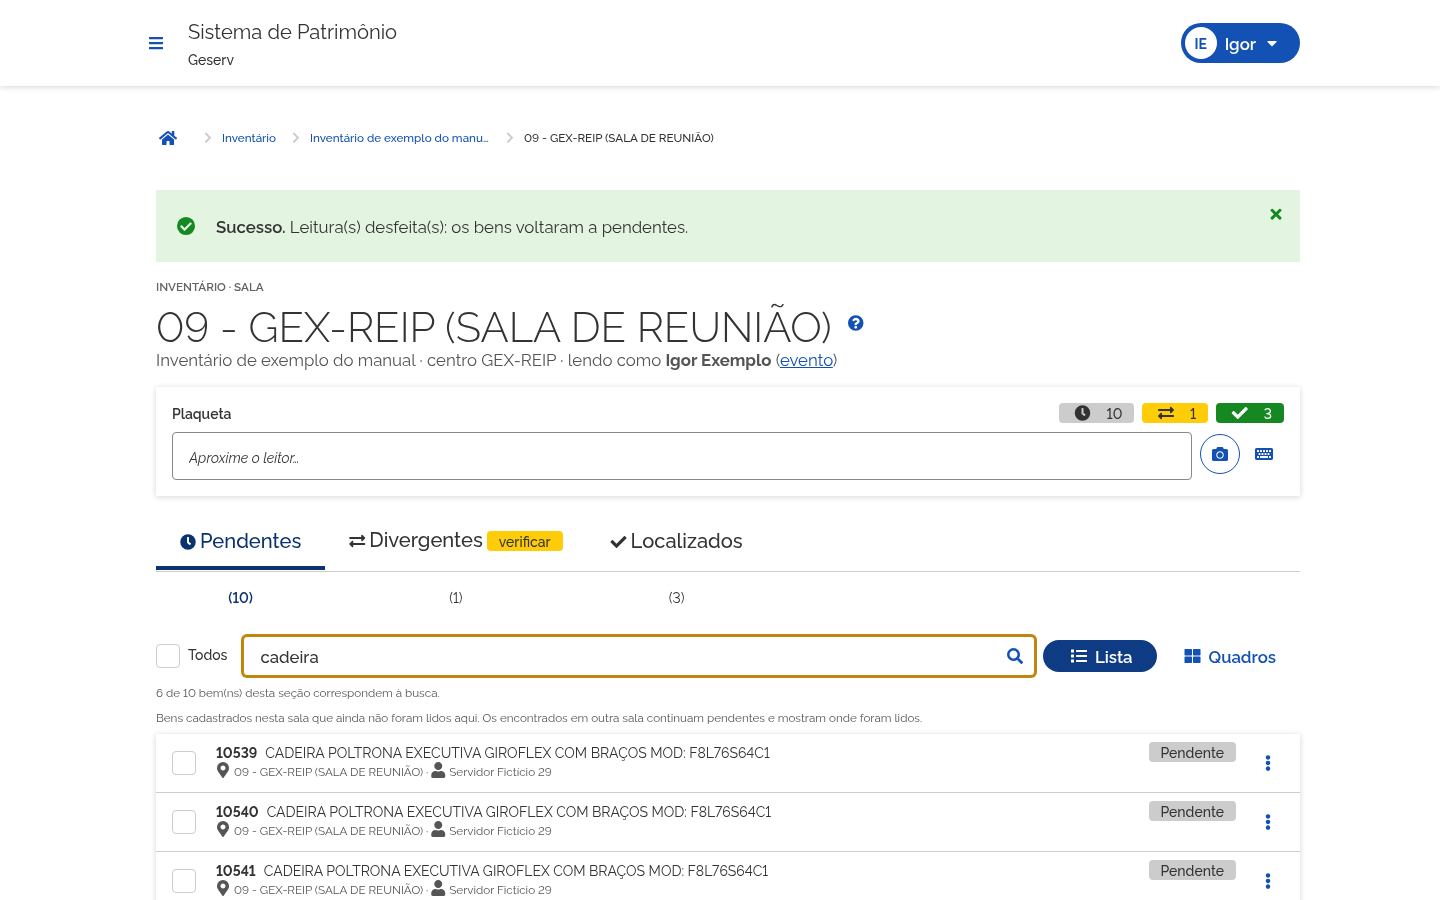 Sistema de Patrimônio
Geserv
IE Igor
Inventário
Inventário de exemplo do manu...
09 - GEX-REIP (SALA DE REUNIÃO)
Sucesso. Leitura(s) desfeita(s): os bens voltaram a pendentes.
INVENTÁRIO · SALA
09 - GEX-REIP (SALA DE REUNIÃO)
Inventário de exemplo do manual · centro GEX-REIP · lendo como Igor Exemplo (evento)
Plaqueta
10
1
3
Aproxime o leitor...
Pendentes
Divergentes verificar
Localizados
(10)
(1)
(3)
Todos
cadeira
Lista
Quadros
6 de 10 bem(ns) desta seção correspondem à busca.
Bens cadastrados nesta sala que ainda não foram lidos aqui. Os encontrados em outra sala continuam pendentes e mostram onde foram lidos.
10539 CADEIRA POLTRONA EXECUTIVA GIROFLEX COM BRAÇOS MOD: F8L76S64C1
Pendente
09 - GEX-REIP (SALA DE REUNIÃO) · Servidor Fictício 29
10540 CADEIRA POLTRONA EXECUTIVA GIROFLEX COM BRAÇOS MOD: F8L76S64C1
Pendente
09 - GEX-REIP (SALA DE REUNIÃO) · Servidor Fictício 29
10541 CADEIRA POLTRONA EXECUTIVA GIROFLEX COM BRAÇOS MOD: F8L76S64C1
Pendente
09 - GEX-REIP (SALA DE REUNIÃO) · Servidor Fictício 29